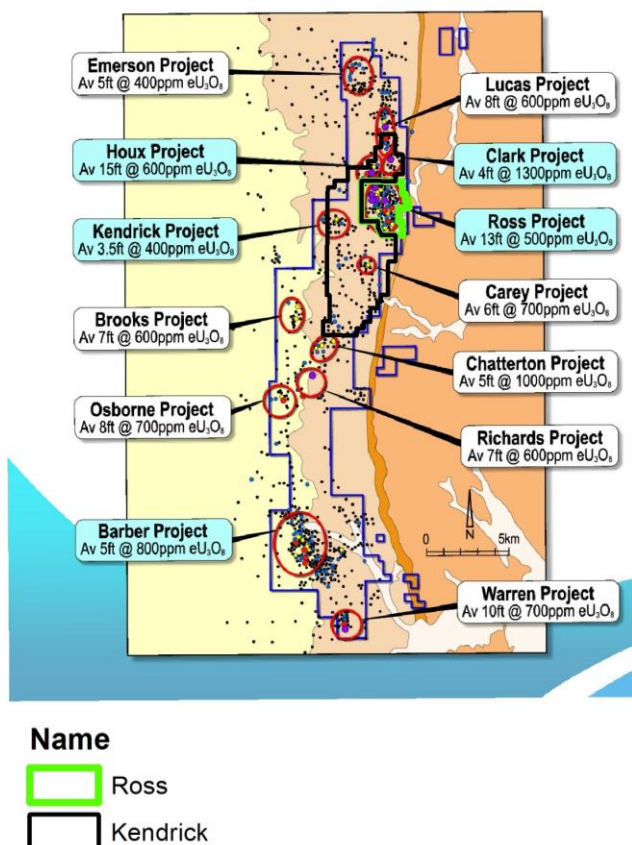 Emerson Project
Av 5ft @ 400ppm eU₃O₈
Lucas Project
Av 8ft @ 600ppm eU₃O₈
Houx Project
Av 15ft @ 600ppm eU₃O₈
Clark Project
Av 4ft @ 1300ppm eU₃O₈
Kendrick Project
Av 3.5ft @ 400ppm eU₃O₈
Ross Project
Av 13ft @ 500ppm eU₃O₈
Carey Project
Av 6ft @ 700ppm eU₃O₈
Brooks Project
Av 7ft @ 600ppm eU₃O₈
Chatterton Project
Av 5ft @ 1000ppm eU₃O₈
Osborne Project
Av 8ft @ 700ppm eU₃O₈
Richards Project
Av 7ft @ 600ppm eU₃O₈
Barber Project
Av 5ft @ 800ppm eU₃O₈
N
0 5km
Warren Project
Av 10ft @ 700ppm eU₃O₈
Name
Ross
Kendrick